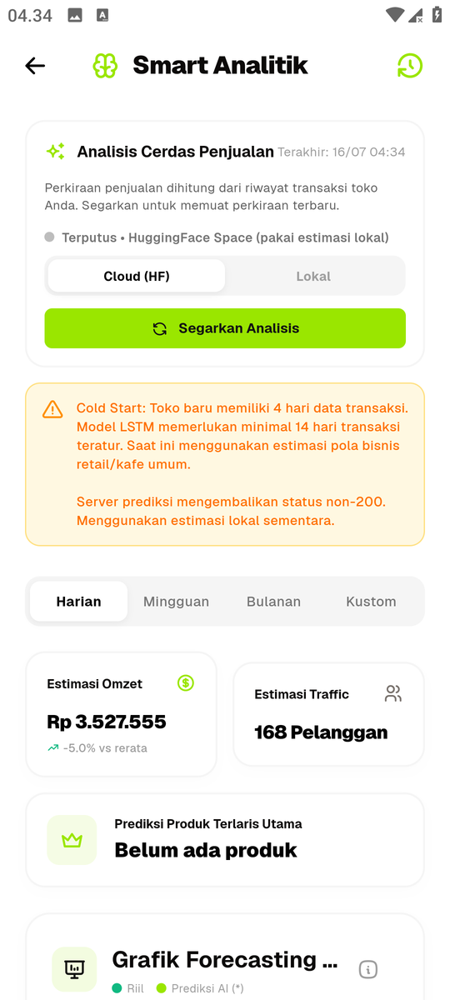 04.34
Smart Analitik
Analisis Cerdas Penjualan Terakhir: 16/07 04:34
Perkiraan penjualan dihitung dari riwayat transaksi toko
Anda. Segarkan untuk memuat perkiraan terbaru.
Terputus • HuggingFace Space (pakai estimasi lokal)
Cloud (HF) Lokal
Segarkan Analisis
Cold Start: Toko baru memiliki 4 hari data transaksi.
Model LSTM memerlukan minimal 14 hari transaksi
teratur. Saat ini menggunakan estimasi pola bisnis
retail/kafe umum.
Server prediksi mengembalikan status non-200.
Menggunakan estimasi lokal sementara.
Harian Mingguan Bulanan Kustom
Estimasi Omzet
Rp 3.527.555
-5.0% vs rerata
Estimasi Traffic
168 Pelanggan
Prediksi Produk Terlaris Utama
Belum ada produk
Grafik Forecasting ...
Riil Prediksi AI (*)